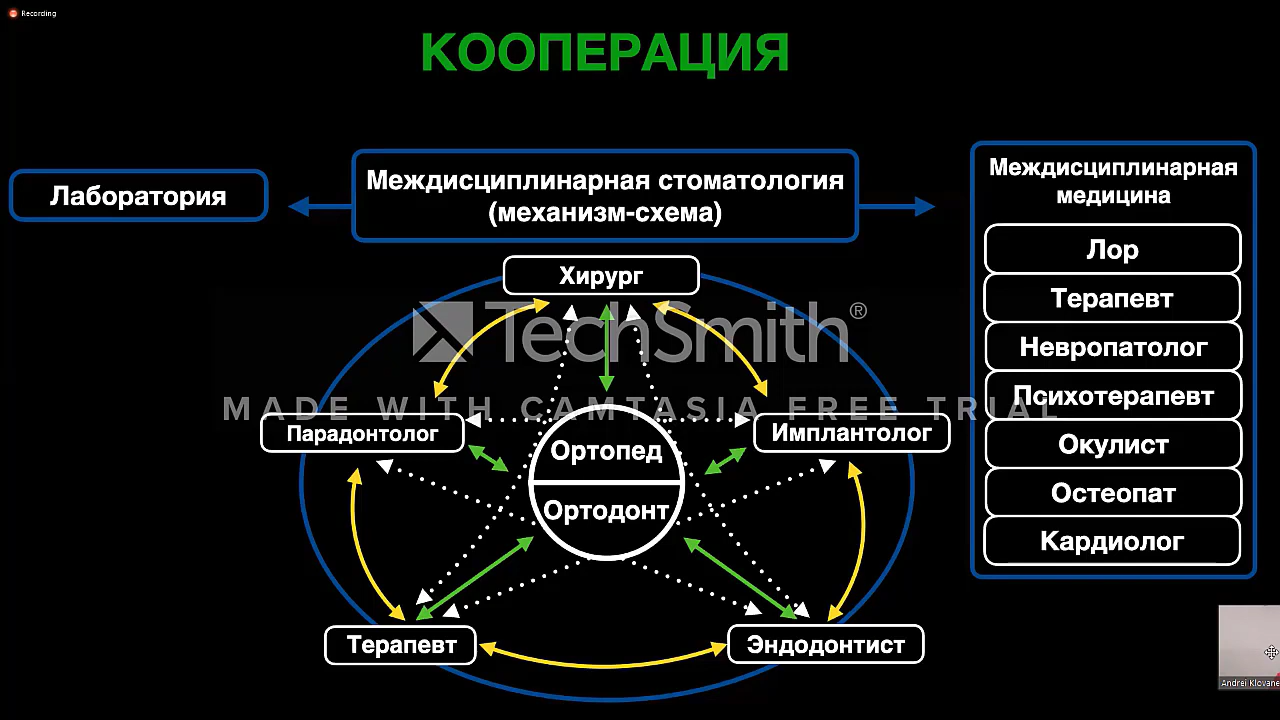 Recording
КООПЕРАЦИЯ
Лаборатория
Междисциплинарная стоматология
(механизм-схема)
Междисциплинарная
медицина
Лор
Терапевт
Невропатолог
Психотерапевт
Окулист
Остеопат
Кардиолог
Хирург
TechSmith®
MADE WITH CAMTASIA FREE TRIAL
Парадонтолог
Имплантолог
Ортопед
Ортодонт
Терапевт
Эндодонтист
Andrei Klovane